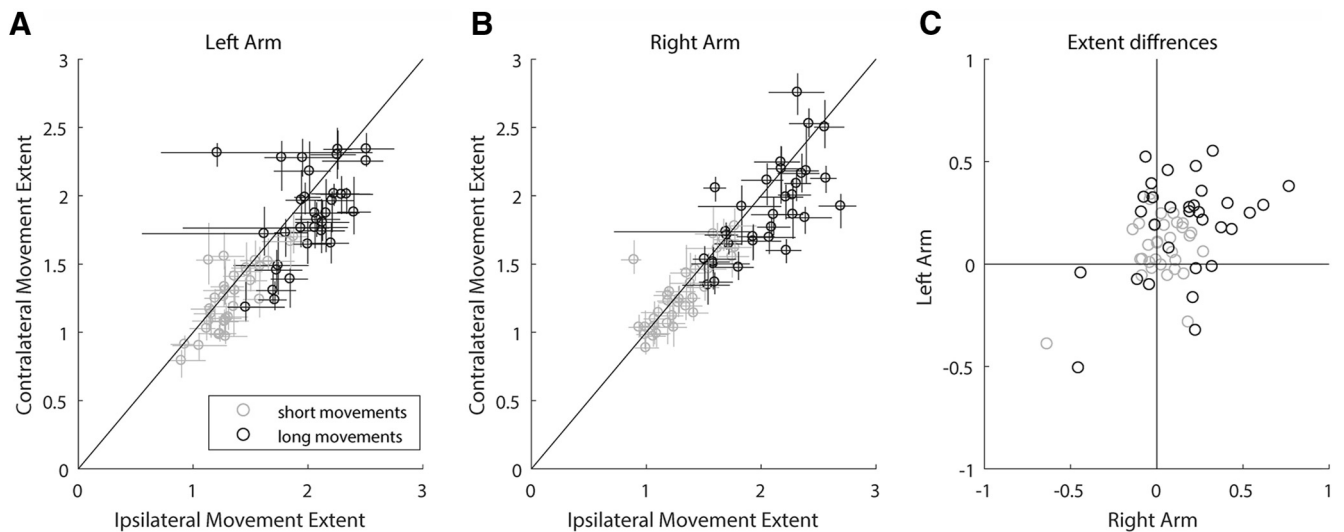 A
Left Arm
Contralateral Movement Extent
3
2.5
2
1.5
1
0.5
0
0
1
2
3
Ipsilateral Movement Extent
short movements
long movements
B
Right Arm
Contralateral Movement Extent
3
2.5
2
1.5
1
0.5
0
0
1
2
3
Ipsilateral Movement Extent
C
Extent diffrences
Left Arm
1
0.5
0
-0.5
-1
-1
-0.5
0
0.5
1
Right Arm